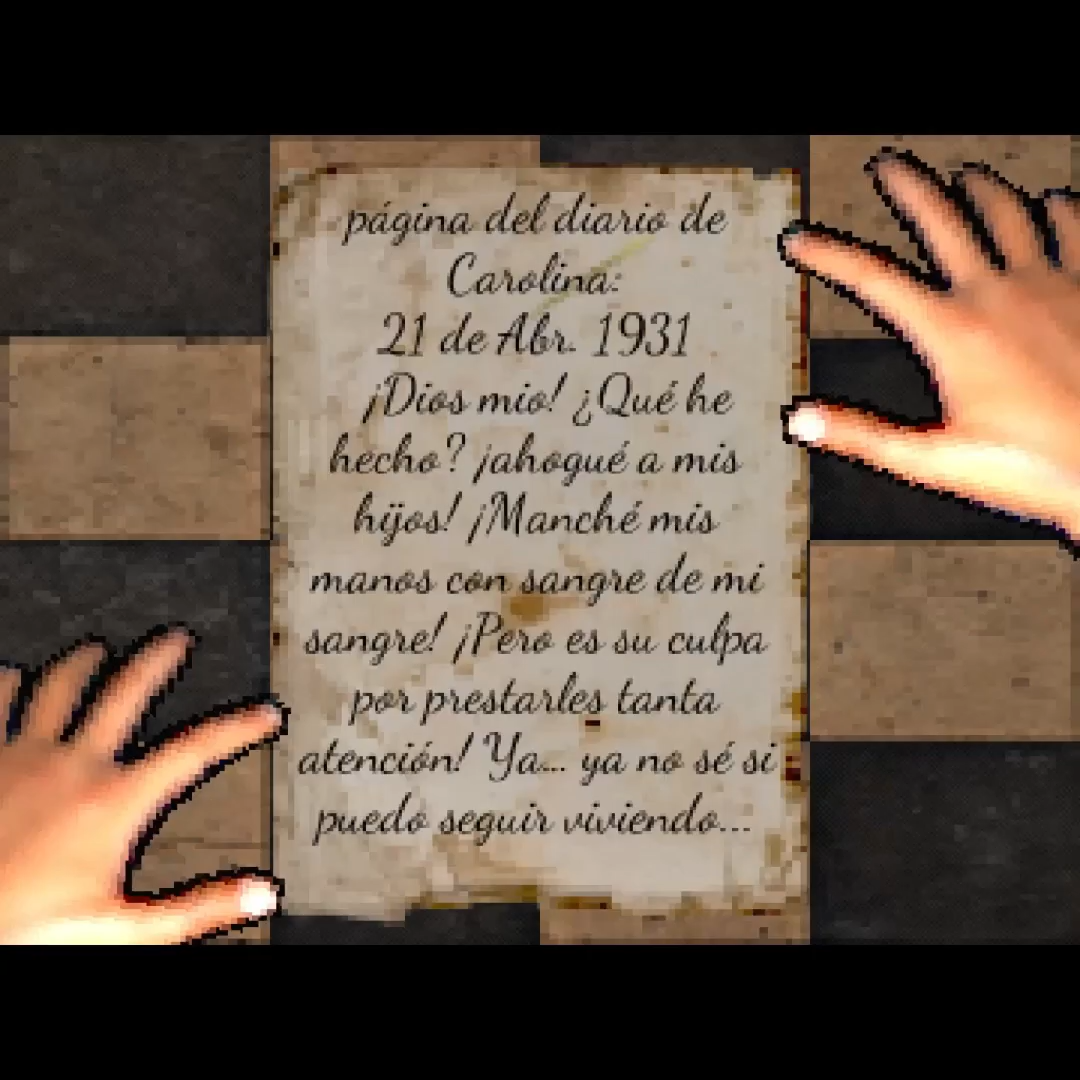 página del diario de
Carolina:
21 de Abr. 1931
¡Dios mio! ¿Qué he
hecho? ¡ahogué a mis
hijos! ¡Manché mis
manos con sangre de mi
sangre! ¡Pero es su culpa
por prestarles tanta
atención! Ya... ya no sé si
puedo seguir viviendo...